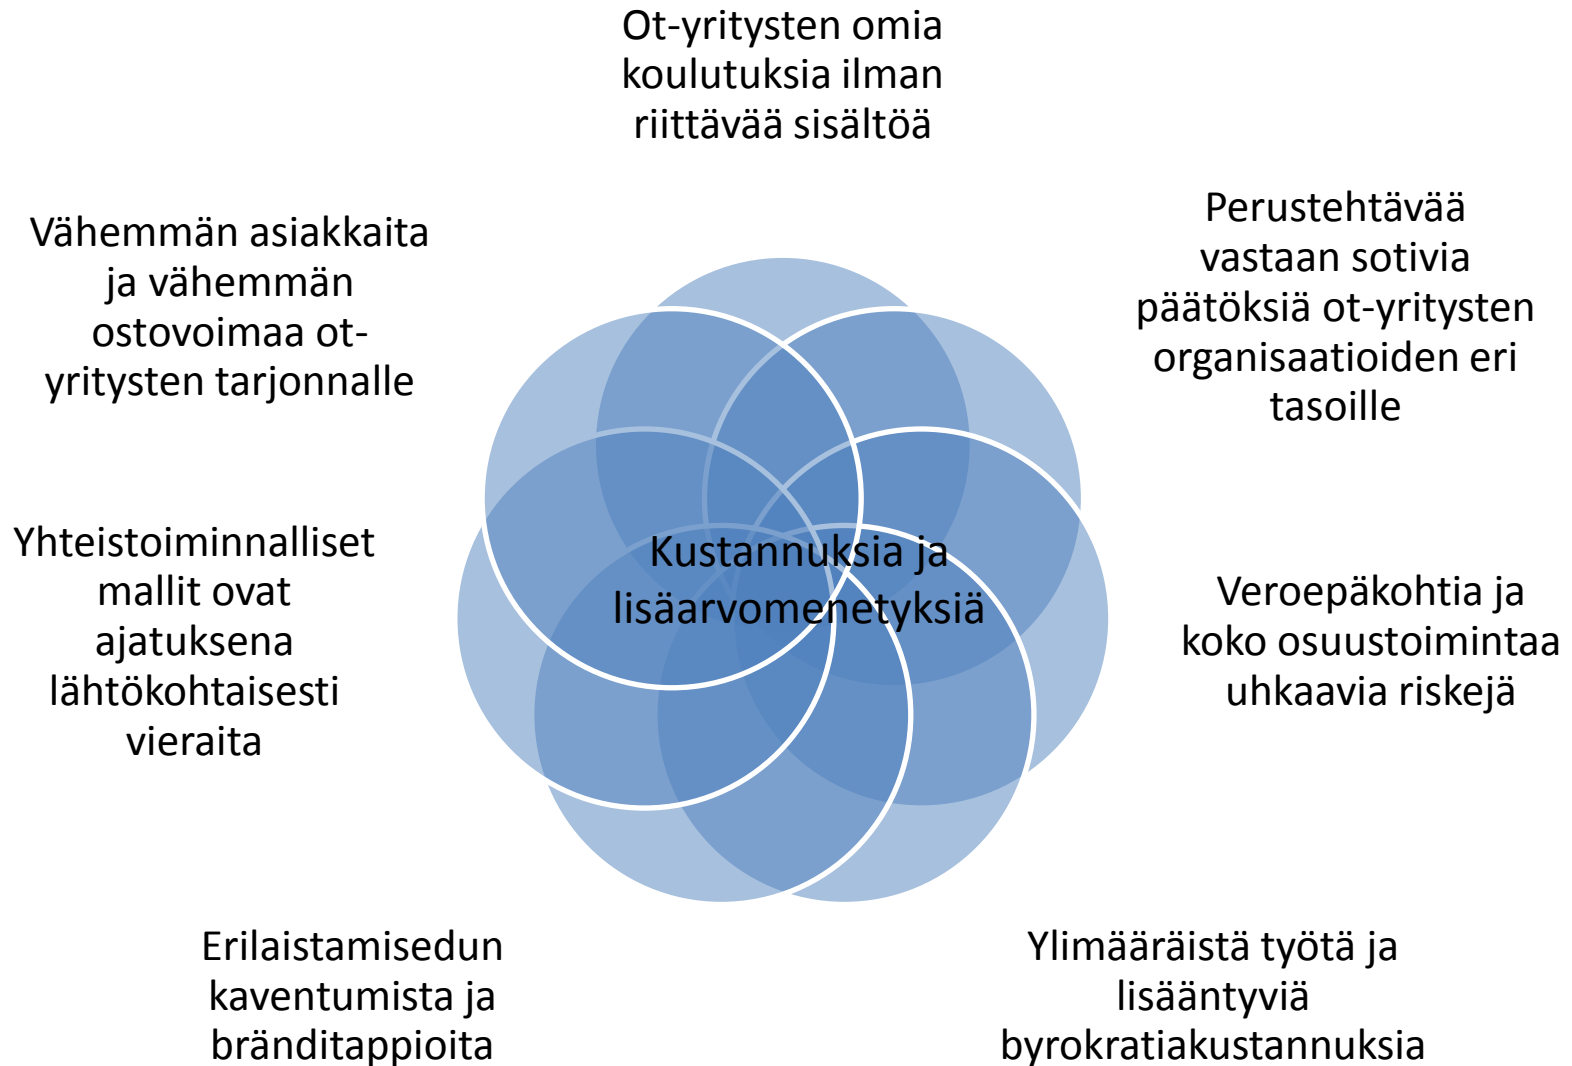 Ot-yritysten omia
koulutuksia ilman
riittävää sisältöä
Perustehtävää
vastaan sotivia
päätöksiä ot-yritysten
organisaatioiden eri
tasoille
Veroepäkohtia ja
koko osuustoimintaa
uhkaavia riskejä
Ylimääräistä työtä ja
lisääntyviä
byrokratiakustannuksia
Erilaistamisedun
kaventumista ja
bränditappioita
Yhteistoiminnalliset
mallit ovat
ajatuksena
lähtökohtaisesti
vieraita
Vähemmän asiakkaita
ja vähemmän
ostovoimaa ot-
yritysten tarjonnalle
Kustannuksia ja
lisäarvomenetyksiä